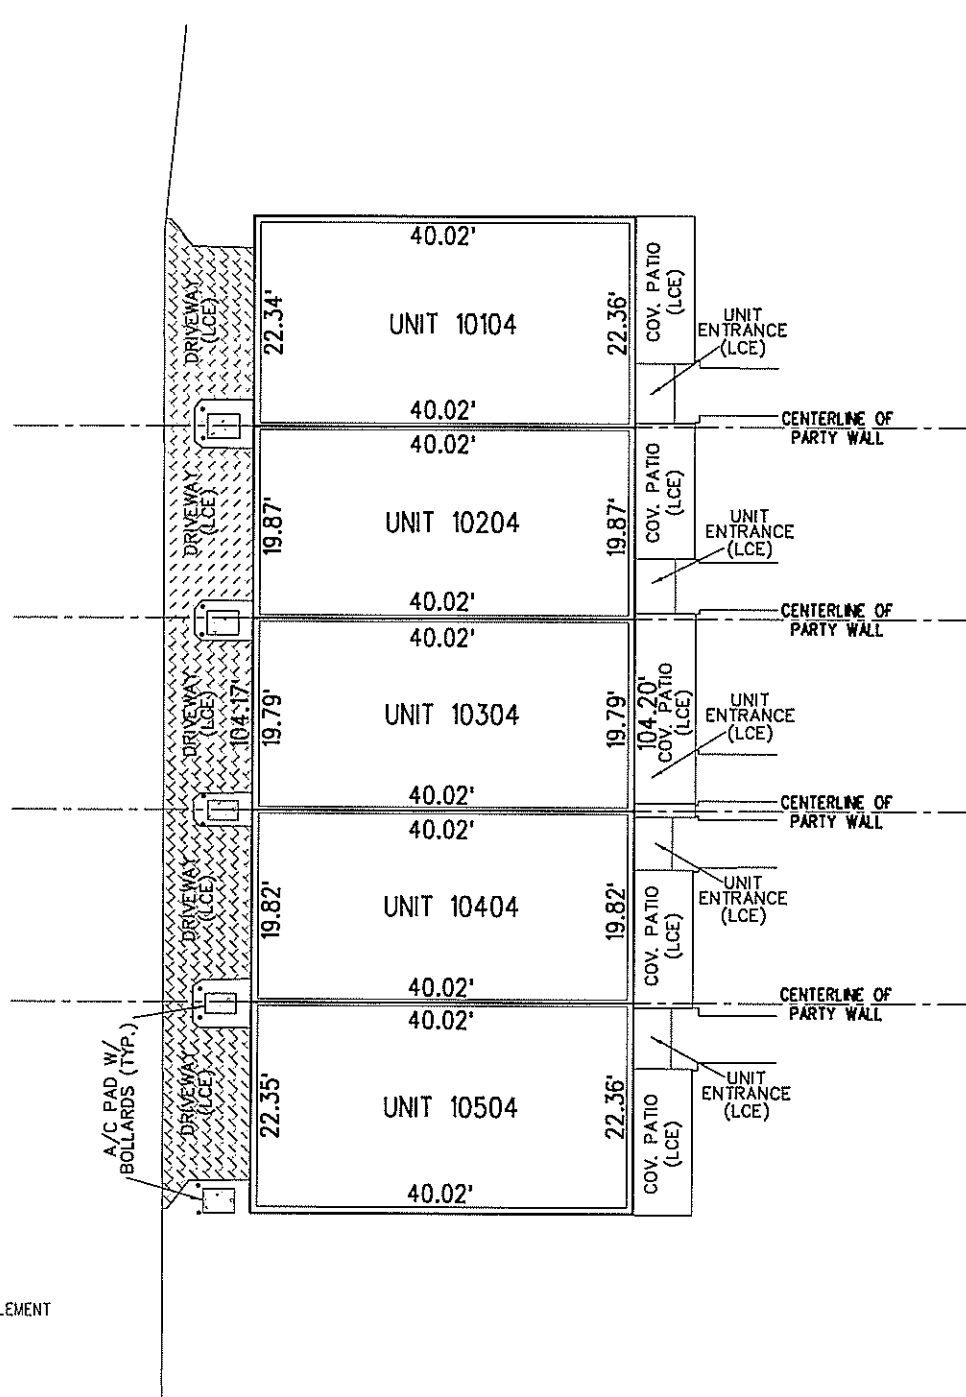 40.02'
DRIVEWAY
(LCE)
22.34'
UNIT 10104
22.36'
COV. PATIO
(LCE)
UNIT
ENTRANCE
(LCE)
40.02'
CENTERLINE OF
PARTY WALL
40.02'
DRIVEWAY
(LCE)
19.87'
UNIT 10204
19.87'
COV. PATIO
(LCE)
UNIT
ENTRANCE
(LCE)
40.02'
CENTERLINE OF
PARTY WALL
40.02'
DRIVEWAY
(LCE)
104.17'
19.79'
UNIT 10304
19.79'
104.20'
COV. PATIO
(LCE)
UNIT
ENTRANCE
(LCE)
40.02'
CENTERLINE OF
PARTY WALL
40.02'
DRIVEWAY
(LCE)
19.82'
UNIT 10404
19.82'
COV. PATIO
(LCE)
UNIT
ENTRANCE
(LCE)
40.02'
CENTERLINE OF
PARTY WALL
40.02'
A/C PAD W/
BOLLARDS (TYP.)
DRIVEWAY
(LCE)
22.35'
UNIT 10504
22.36'
COV. PATIO
(LCE)
UNIT
ENTRANCE
(LCE)
40.02'
LEMENT